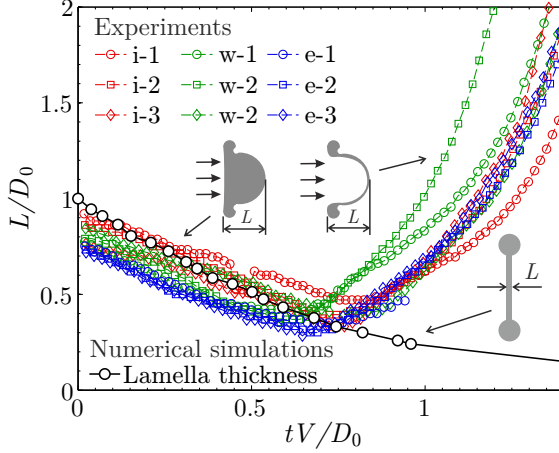 2
Experiments
i-1 w-1 e-1
i-2 w-2 e-2
i-3 w-2 e-3
1.5
L/D0
1
L
L
L
0.5
Numerical simulations
Lamella thickness
0
0 0.5 1
tV/D0